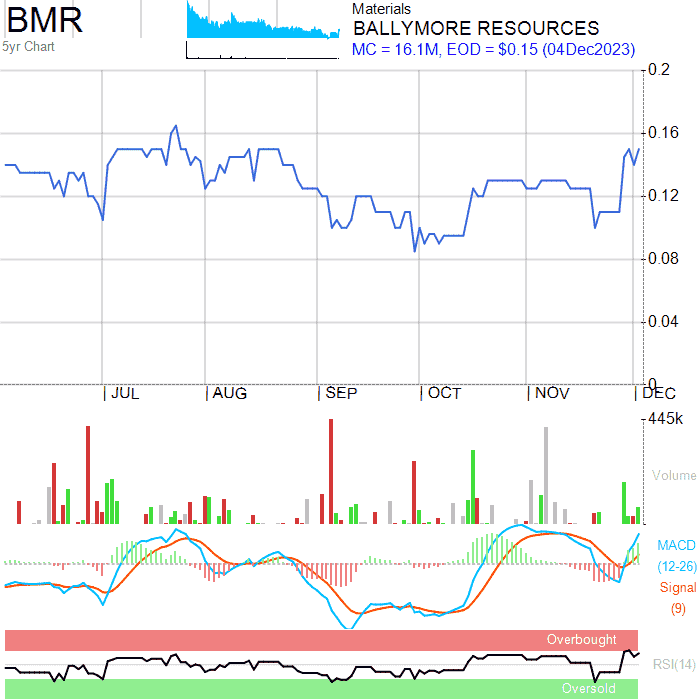 BMR
5yr Chart
Materials
BALLYMORE RESOURCES
MC = 16.1M, EOD = $0.15 (04Dec2023)
0.2
0.16
0.12
0.08
0.04
0
JUL AUG SEP OCT NOV DEC
445k
Volume
MACD
(12-26)
Signal
(9)
Overbought
RSI(14)
Oversold